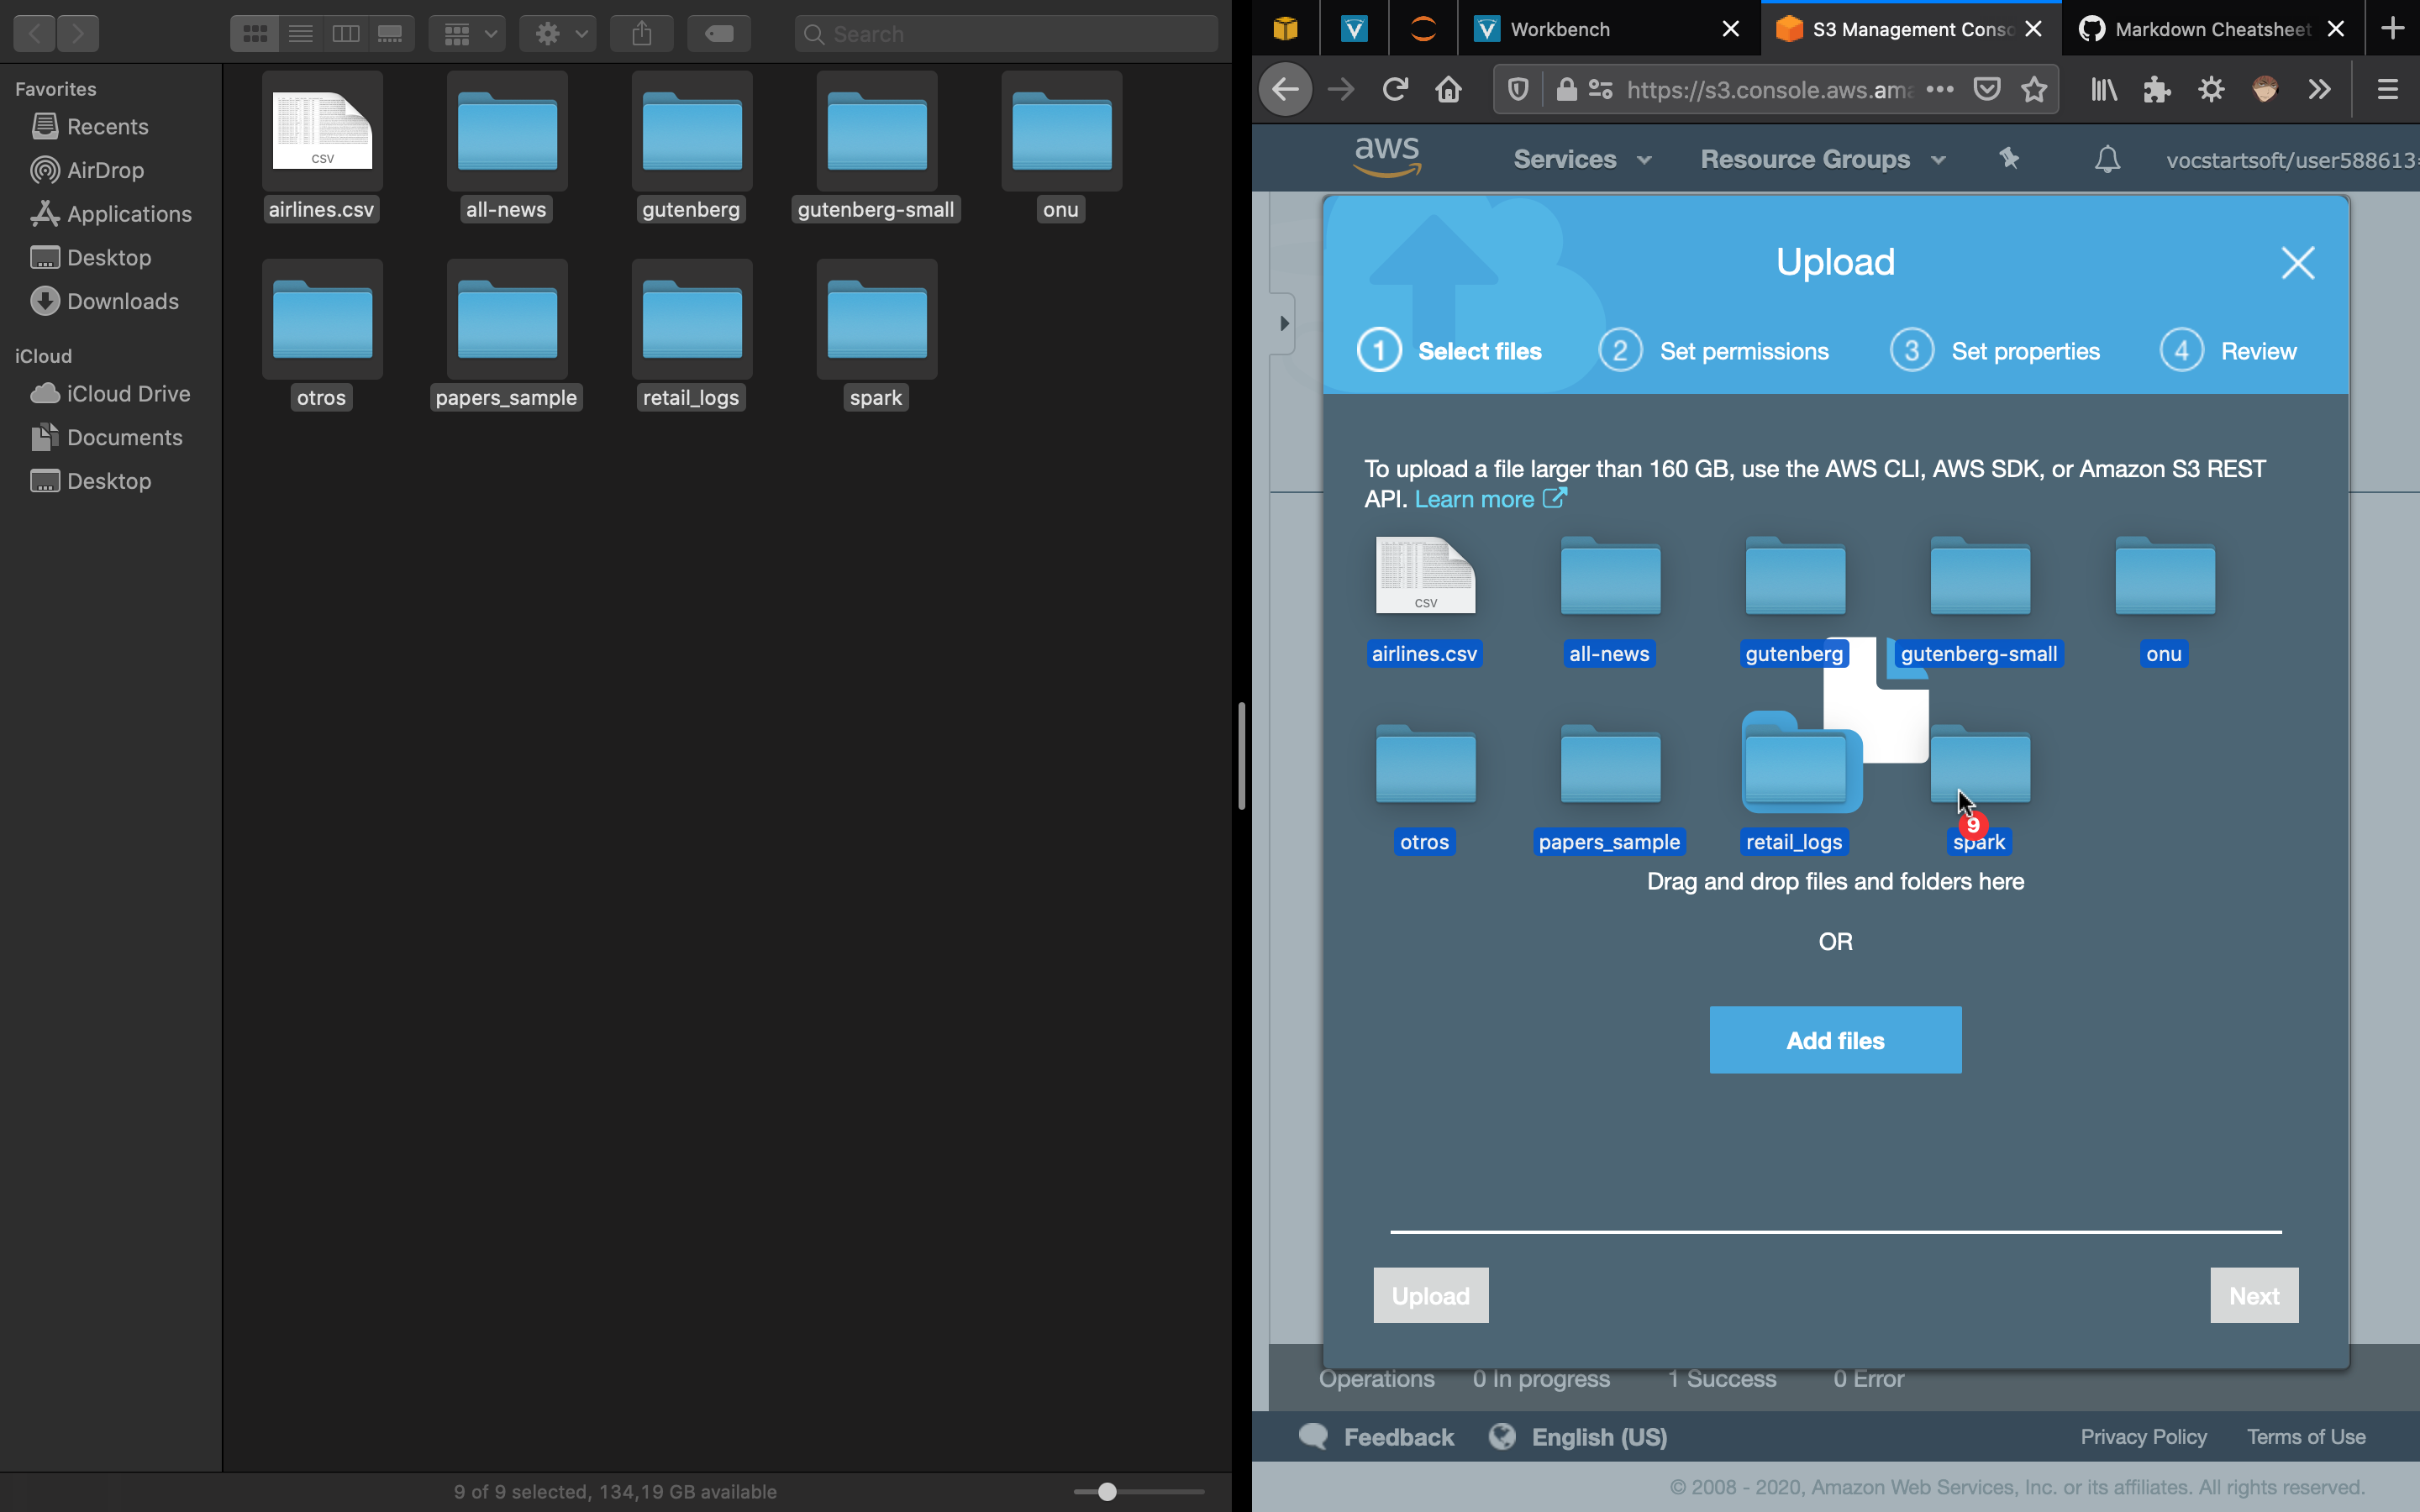 Search
Favorites
Recents
AirDrop
Applications
Desktop
Downloads
iCloud
iCloud Drive
Documents
Desktop
CSV
airlines.csv
all-news
gutenberg
gutenberg-small
onu
otros
papers_sample
retail_logs
spark
9 of 9 selected, 134,19 GB available
Workbench
S3 Management Conso
Markdown Cheatsheet
https://s3.console.aws.ama
aws
Services
Resource Groups
vocstartsoft/user588613
Upload
1 Select files
2 Set permissions
3 Set properties
4 Review
To upload a file larger than 160 GB, use the AWS CLI, AWS SDK, or Amazon S3 REST
API. Learn more
CSV
airlines.csv
all-news
gutenberg
gutenberg-small
onu
9
otros
papers_sample
retail_logs
spark
Drag and drop files and folders here
OR
Add files
Upload
Next
Operations
0 In progress
1 Success
0 Error
Feedback
English (US)
Privacy Policy
Terms of Use
© 2008 - 2020, Amazon Web Services, Inc. or its affiliates. All rights reserved.